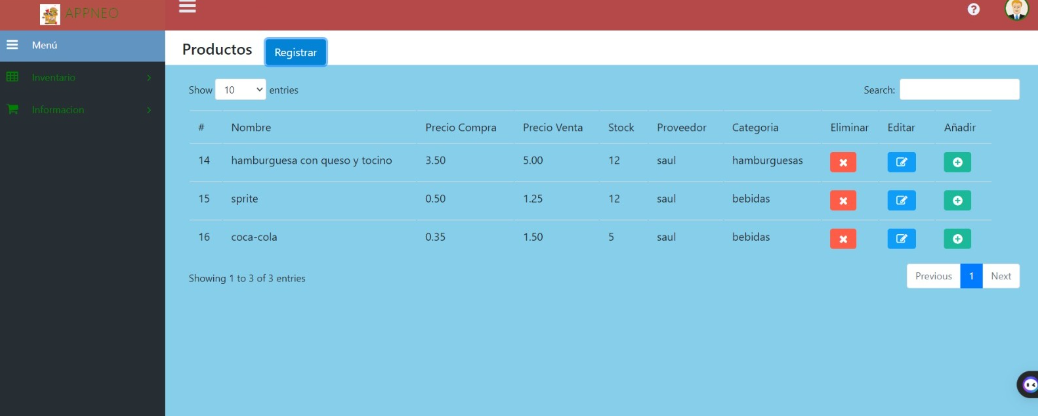 APPNEO
Menú
Productos Registrar
Inventario
Informacion
Show 10 entries Search:
# Nombre Precio Compra Precio Venta Stock Proveedor Categoria Eliminar Editar Añadir
14 hamburguesa con queso y tocino 3.50 5.00 12 saul hamburguesas
15 sprite 0.50 1.25 12 saul bebidas
16 coca-cola 0.35 1.50 5 saul bebidas
Showing 1 to 3 of 3 entries Previous 1 Next